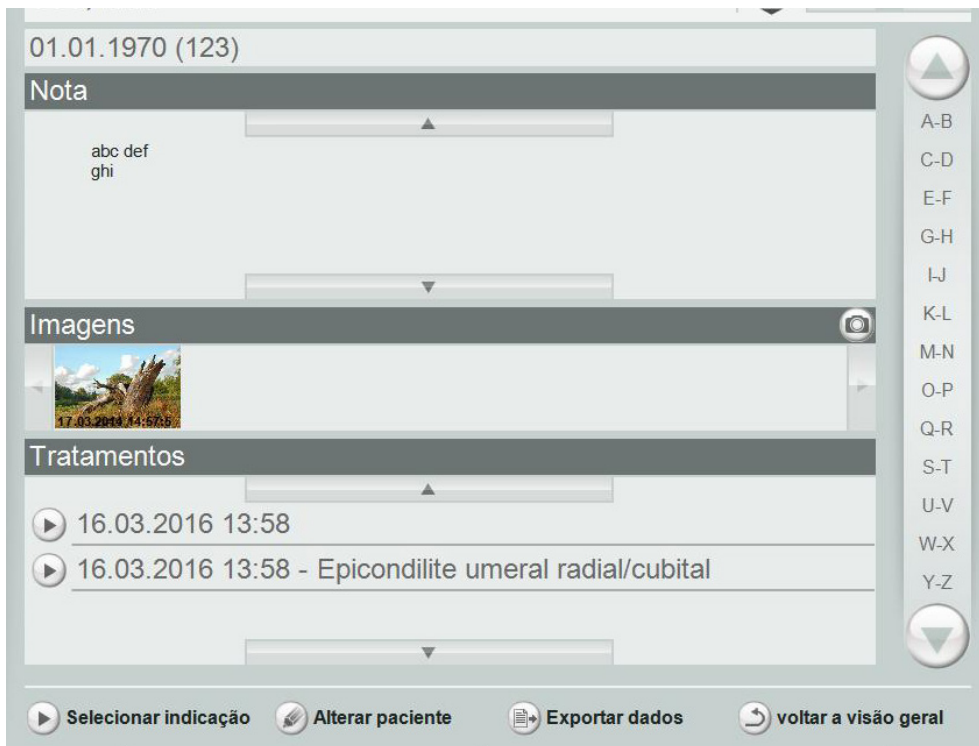 01.01.1970 (123)
Nota
abc def
ghi
Imagens
17.03.2014 14:57:5
Tratamentos
16.03.2016 13:58
16.03.2016 13:58 - Epicondilite umeral radial/cubital
A-B
C-D
E-F
G-H
I-J
K-L
M-N
O-P
Q-R
S-T
U-V
W-X
Y-Z
Selecionar indicação Alterar paciente Exportar dados voltar a visão geral